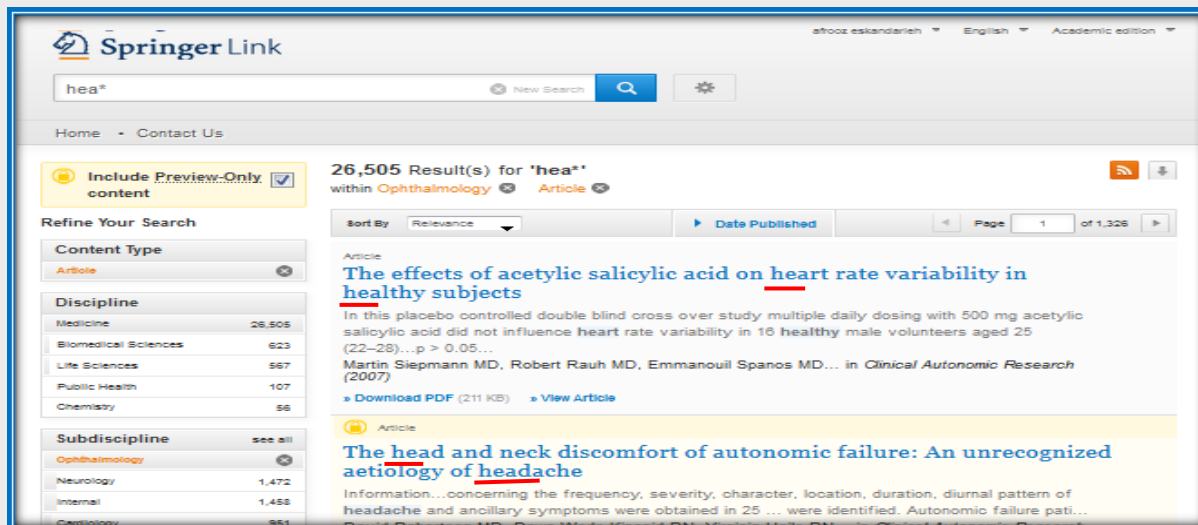 afrooz eskandarieh English Academic edition
Springer Link
hea* New Search
Home • Contact Us
Include Preview-Only content
26,505 Result(s) for 'hea*'
within Ophthalmology Article
Refine Your Search
Sort By Relevance Date Published Page 1 of 1,326
Content Type
Article
Discipline
Medicine 26,505
Biomedical Sciences 623
Life Sciences 567
Public Health 107
Chemistry 56
Subdiscipline see all
Ophthalmology
Neurology 1,472
Internal 1,458
Cardiology 951
Article
The effects of acetylic salicylic acid on heart rate variability in
healthy subjects
In this placebo controlled double blind cross over study multiple daily dosing with 500 mg acetylic
salicylic acid did not influence heart rate variability in 16 healthy male volunteers aged 25
(22–28)...p > 0.05...
Martin Siepmann MD, Robert Rauh MD, Emmanouil Spanos MD... in Clinical Autonomic Research
(2007)
» Download PDF (211 KB) » View Article
Article
The head and neck discomfort of autonomic failure: An unrecognized
aetiology of headache
Information...concerning the frequency, severity, character, location, duration, diurnal pattern of
headache and ancillary symptoms were obtained in 25 ... were identified. Autonomic failure pati...